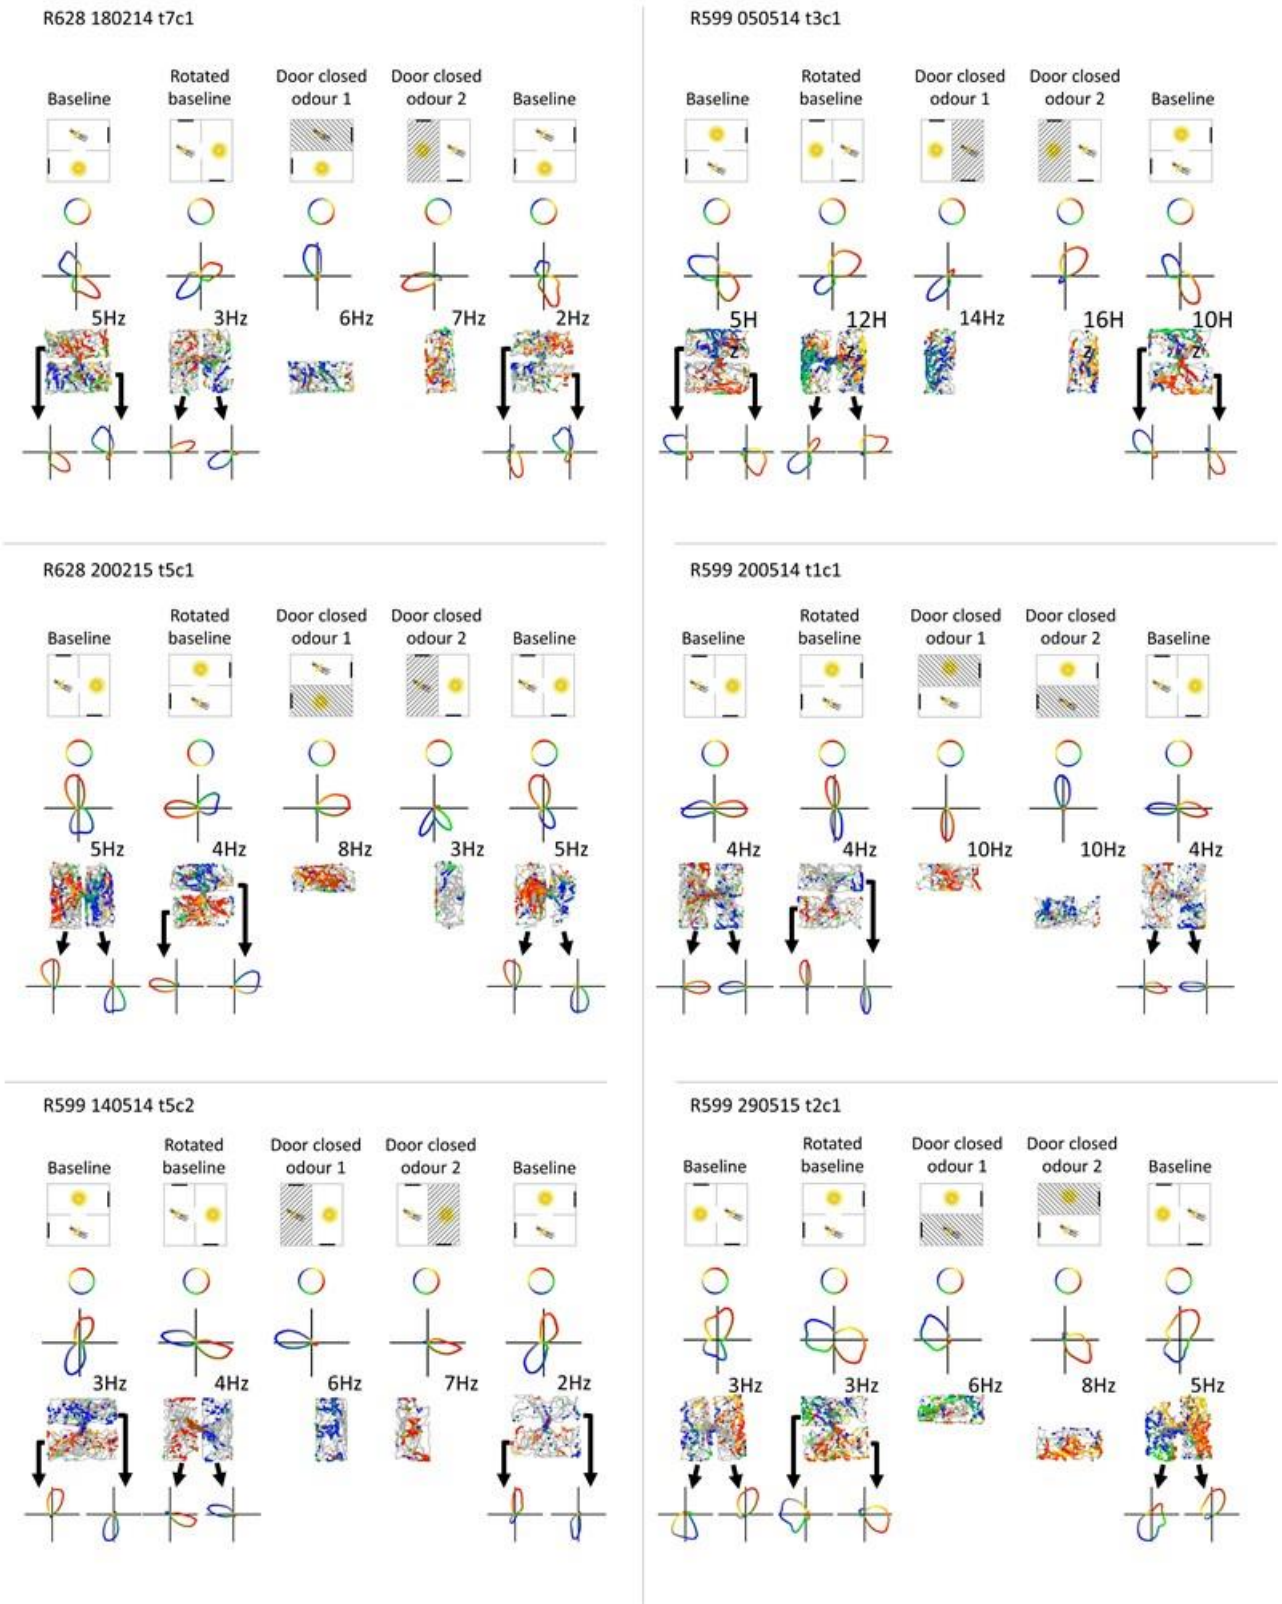 R628 180214 t7c1
Baseline
Rotated
baseline
Door closed
odour 1
Door closed
odour 2
Baseline
5Hz
3Hz
6Hz
7Hz
2Hz
R599 050514 t3c1
Baseline
Rotated
baseline
Door closed
odour 1
Door closed
odour 2
Baseline
5H
z
12H
z
14Hz
16H
z
10H
z
R628 200215 t5c1
Baseline
Rotated
baseline
Door closed
odour 1
Door closed
odour 2
Baseline
5Hz
4Hz
8Hz
3Hz
5Hz
R599 200514 t1c1
Baseline
Rotated
baseline
Door closed
odour 1
Door closed
odour 2
Baseline
4Hz
4Hz
10Hz
10Hz
4Hz
R599 140514 t5c2
Baseline
Rotated
baseline
Door closed
odour 1
Door closed
odour 2
Baseline
3Hz
4Hz
6Hz
7Hz
2Hz
R599 290515 t2c1
Baseline
Rotated
baseline
Door closed
odour 1
Door closed
odour 2
Baseline
3Hz
3Hz
6Hz
8Hz
5Hz